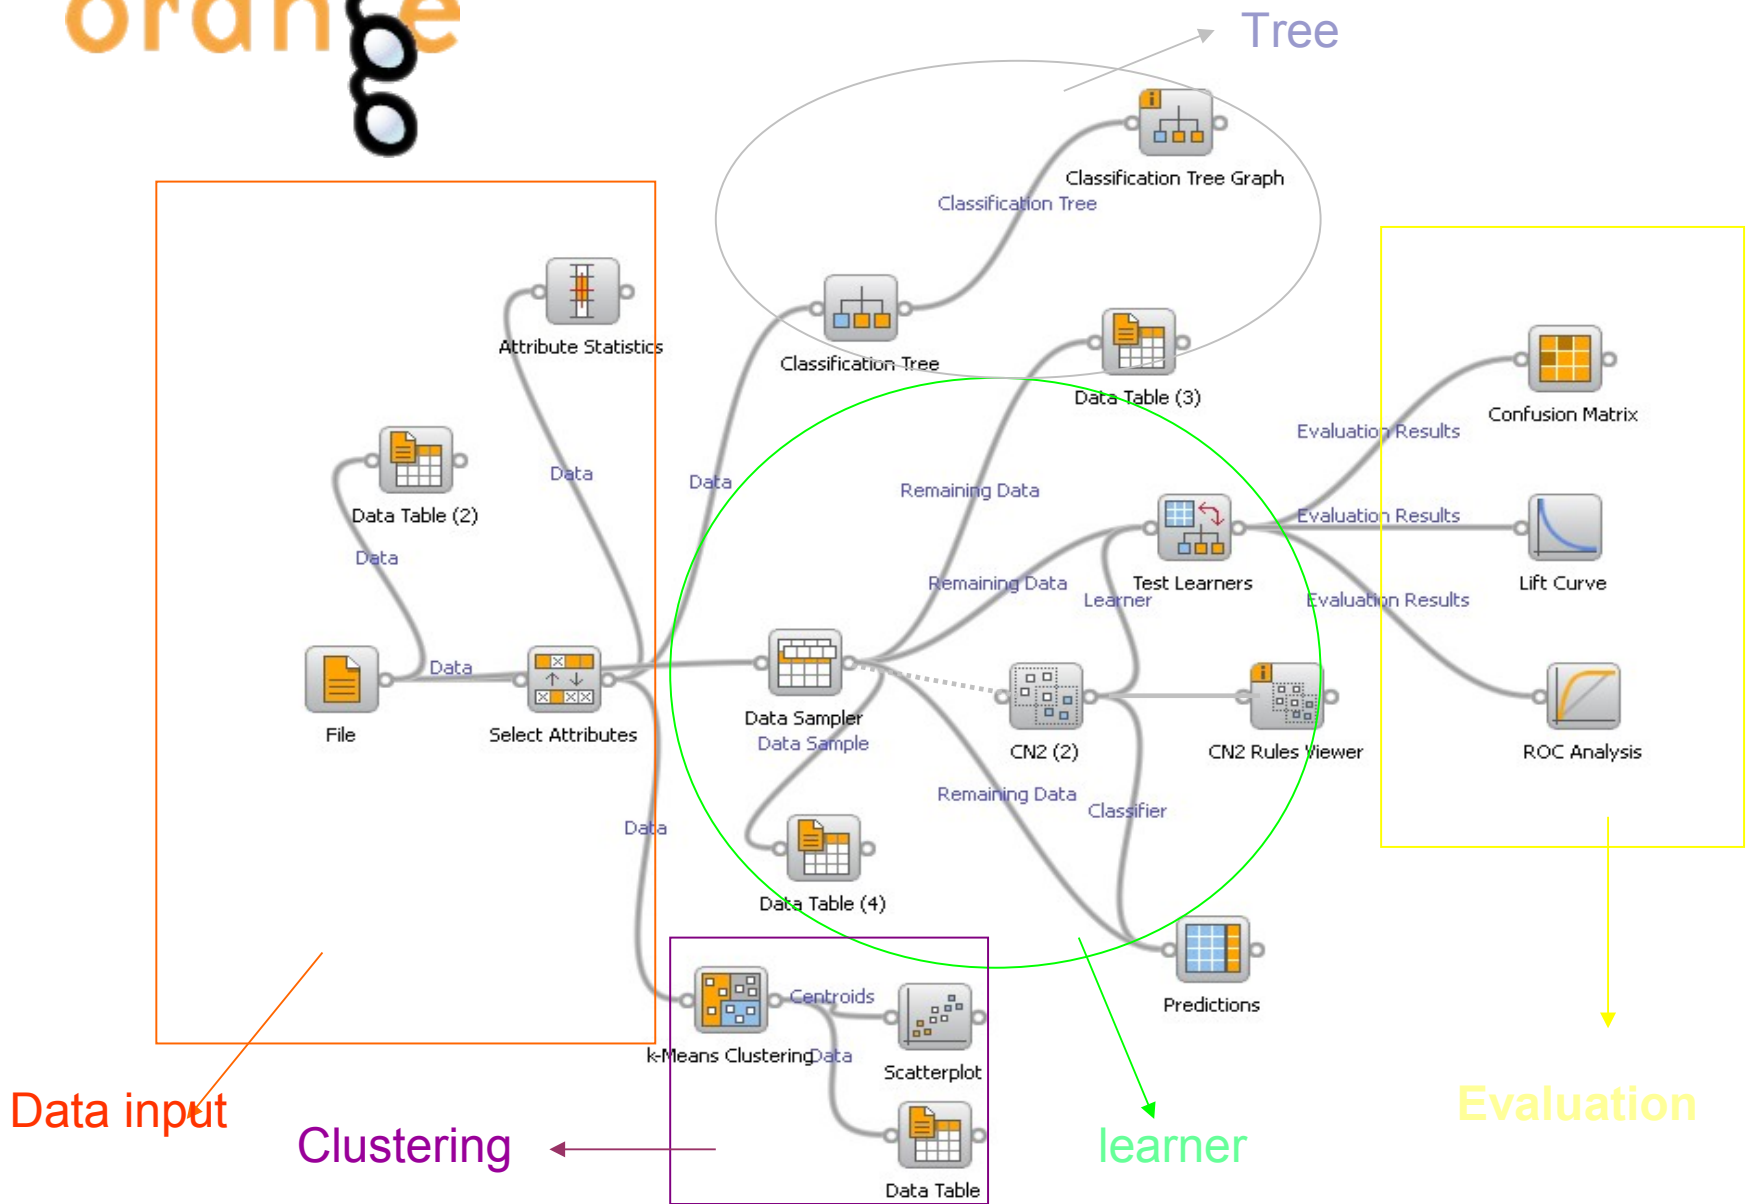 orange
Tree
Classification Tree Graph
Classification Tree
Attribute Statistics
Classification Tree
Data Table (3)
Confusion Matrix
Evaluation Results
Data
Data
Remaining Data
Data Table (2)
Evaluation Results
Data
Remaining Data
Test Learners
Lift Curve
Learner
Evaluation Results
Data
File
Select Attributes
Data Sampler
Data Sample
CN2 (2)
CN2 Rules Viewer
ROC Analysis
Remaining Data
Classifier
Data
Data Table (4)
Centroids
Predictions
k-Means Clustering
Data
Scatterplot
Data input
Clustering
learner
Evaluation
Data Table